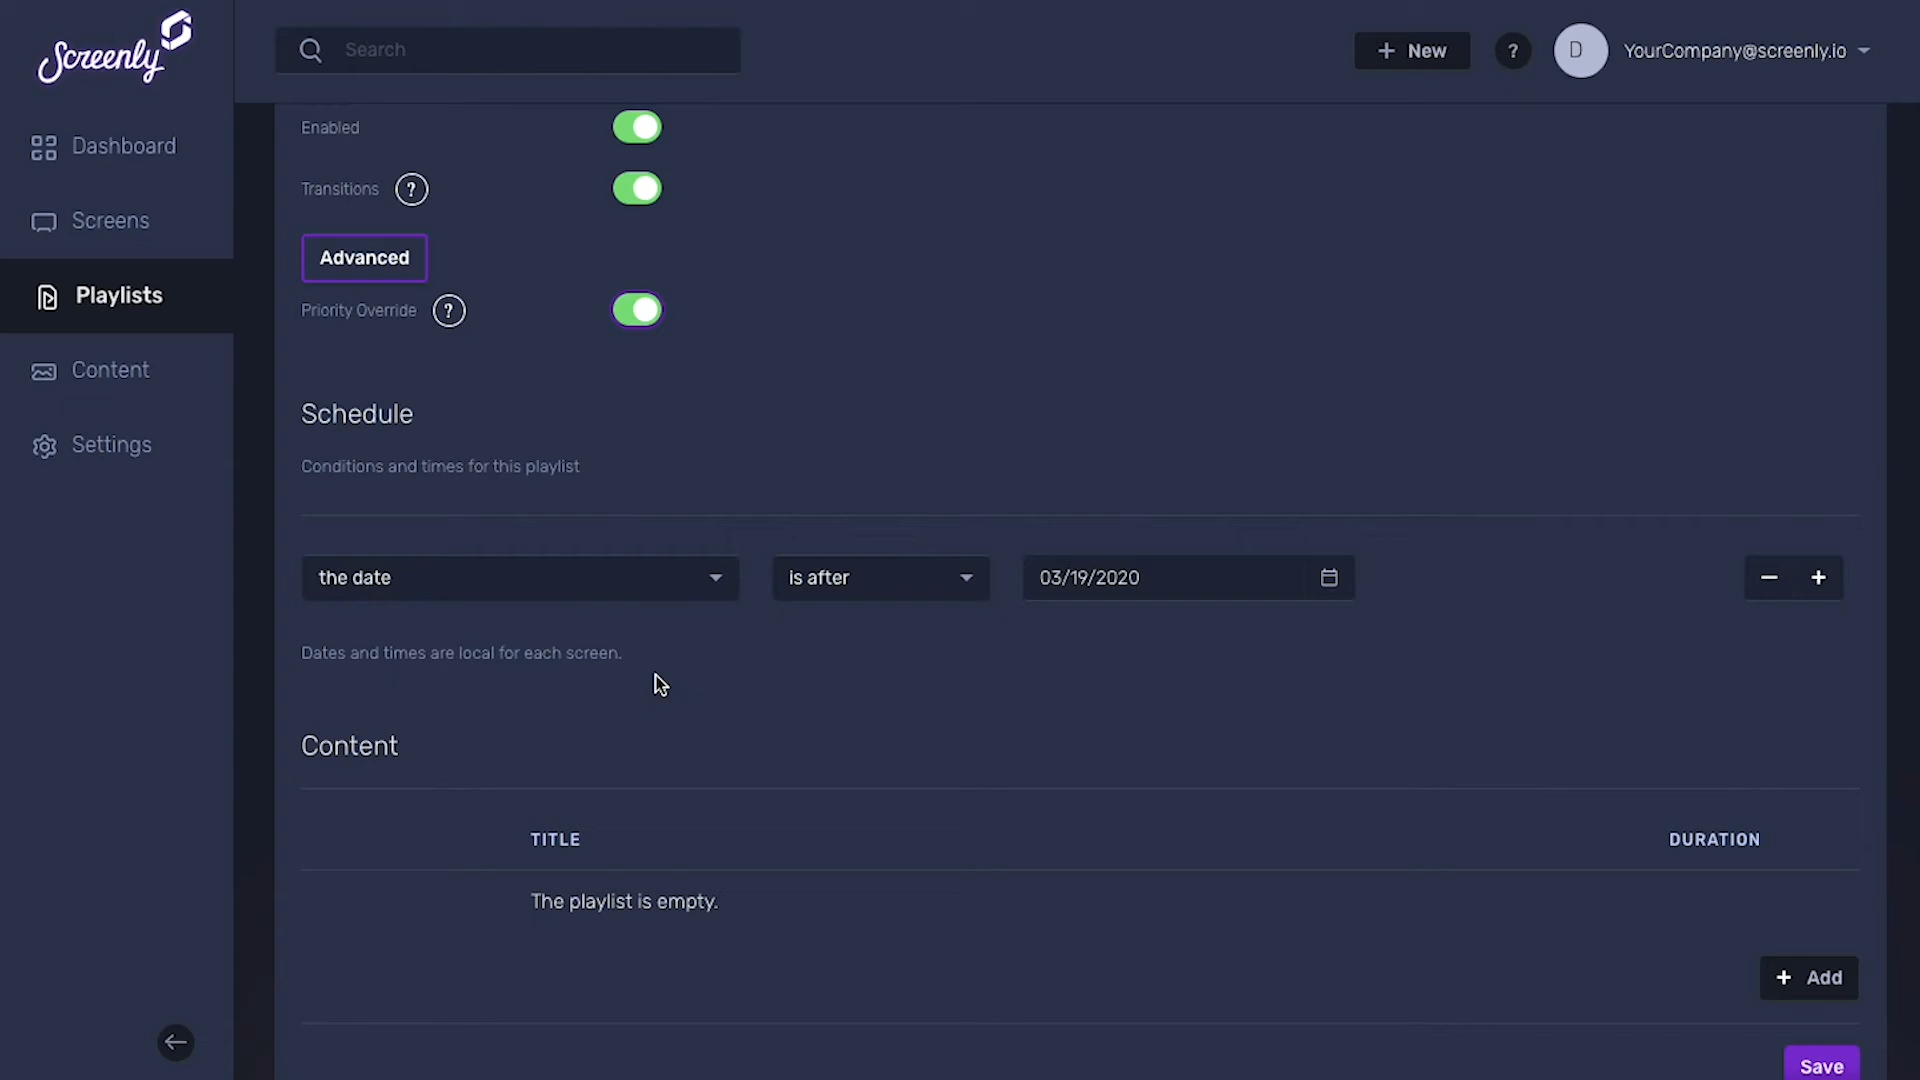 Screenly
Search
+ New
?
D
YourCompany@screenly.io
Dashboard
Screens
Playlists
Content
Settings
Enabled
Transitions ?
Advanced
Priority Override ?
Schedule
Conditions and times for this playlist
the date
is after
03/19/2020
− +
Dates and times are local for each screen.
Content
TITLE
DURATION
The playlist is empty.
+ Add
Save